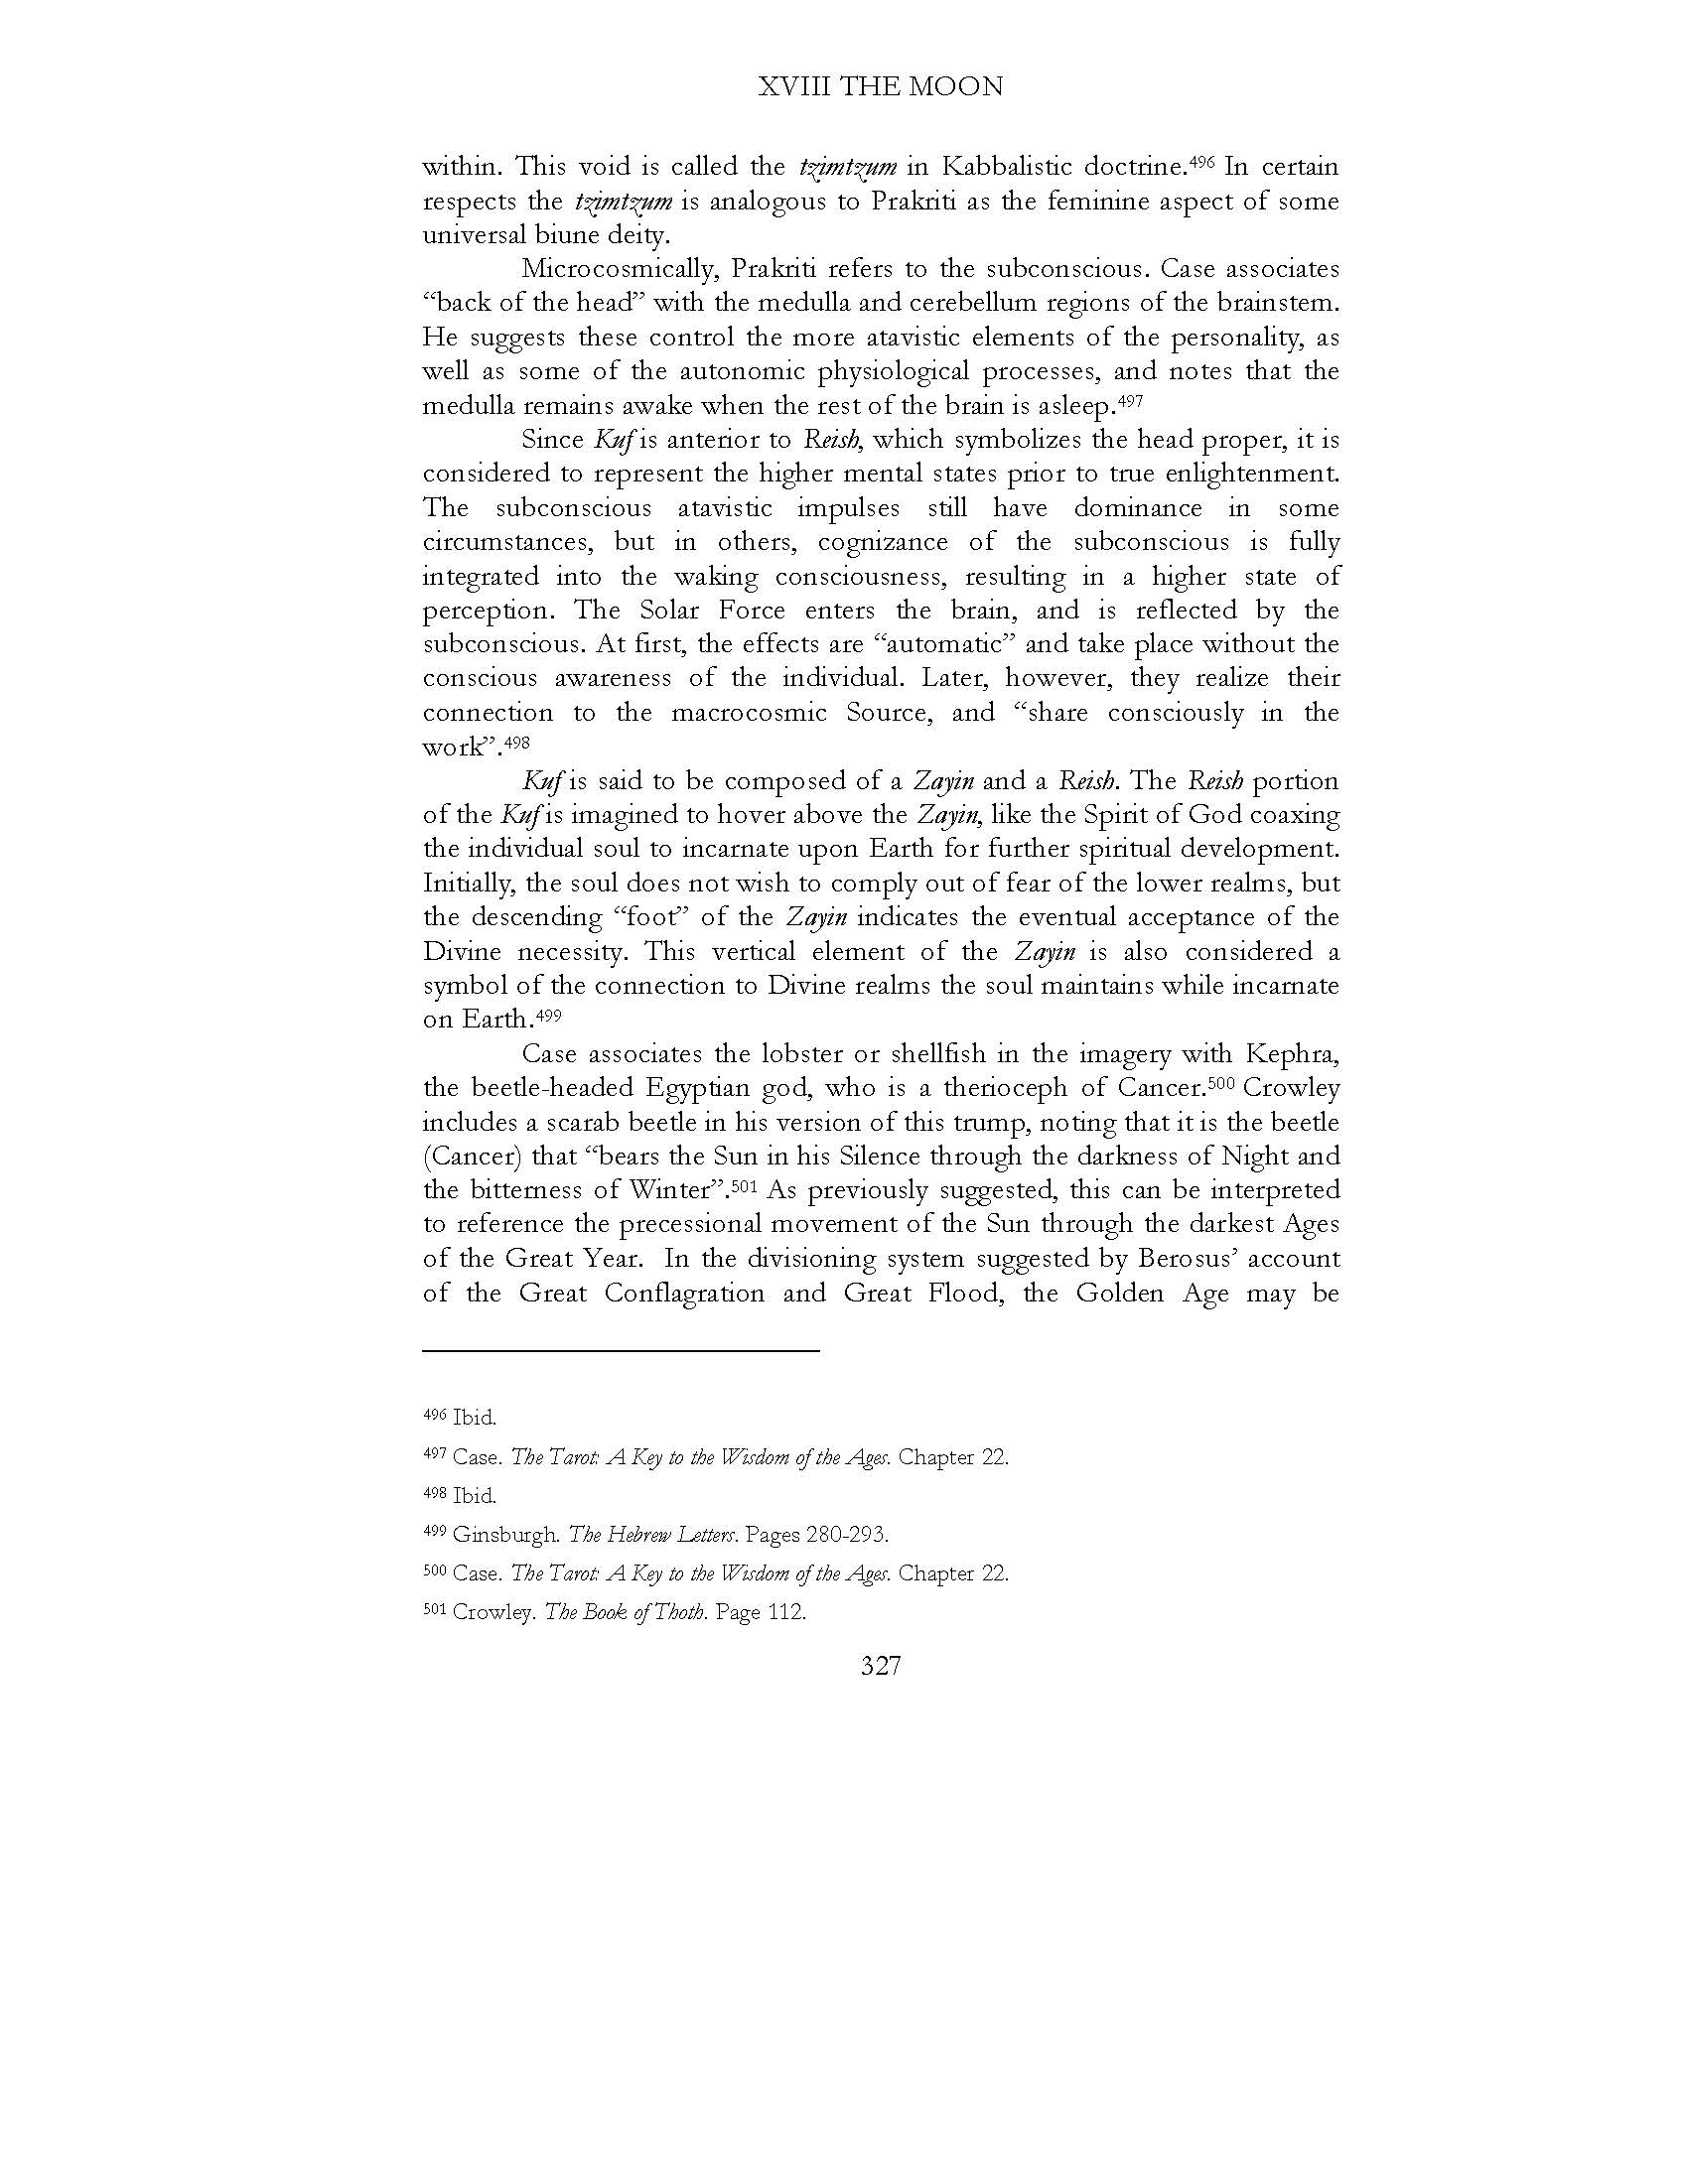 XVIII THE MOON
within. This void is called the tzimtzum in Kabbalistic doctrine.496 In certain
respects the tzimtzum is analogous to Prakriti as the feminine aspect of some
universal biune deity.
Microcosmically, Prakriti refers to the subconscious. Case associates
“back of the head” with the medulla and cerebellum regions of the brainstem.
He suggests these control the more atavistic elements of the personality, as
well as some of the autonomic physiological processes, and notes that the
medulla remains awake when the rest of the brain is asleep.497
Since Kuf is anterior to Reish, which symbolizes the head proper, it is
considered to represent the higher mental states prior to true enlightenment.
The subconscious atavistic impulses still have dominance in some
circumstances, but in others, cognizance of the subconscious is fully
integrated into the waking consciousness, resulting in a higher state of
perception. The Solar Force enters the brain, and is reflected by the
subconscious. At first, the effects are “automatic” and take place without the
conscious awareness of the individual. Later, however, they realize their
connection to the macrocosmic Source, and “share consciously in the
work”.498
Kuf is said to be composed of a Zayin and a Reish. The Reish portion
of the Kuf is imagined to hover above the Zayin, like the Spirit of God coaxing
the individual soul to incarnate upon Earth for further spiritual development.
Initially, the soul does not wish to comply out of fear of the lower realms, but
the descending “foot” of the Zayin indicates the eventual acceptance of the
Divine necessity. This vertical element of the Zayin is also considered a
symbol of the connection to Divine realms the soul maintains while incarnate
on Earth.499
Case associates the lobster or shellfish in the imagery with Kephra,
the beetle-headed Egyptian god, who is a therioceph of Cancer.500 Crowley
includes a scarab beetle in his version of this trump, noting that it is the beetle
(Cancer) that “bears the Sun in his Silence through the darkness of Night and
the bitterness of Winter”.501 As previously suggested, this can be interpreted
to reference the precessional movement of the Sun through the darkest Ages
of the Great Year. In the divisioning system suggested by Berosus’ account
of the Great Conflagration and Great Flood, the Golden Age may be
496 Ibid.
497 Case. The Tarot: A Key to the Wisdom of the Ages. Chapter 22.
498 Ibid.
499 Ginsburgh. The Hebrew Letters. Pages 280-293.
500 Case. The Tarot: A Key to the Wisdom of the Ages. Chapter 22.
501 Crowley. The Book of Thoth. Page 112.
327